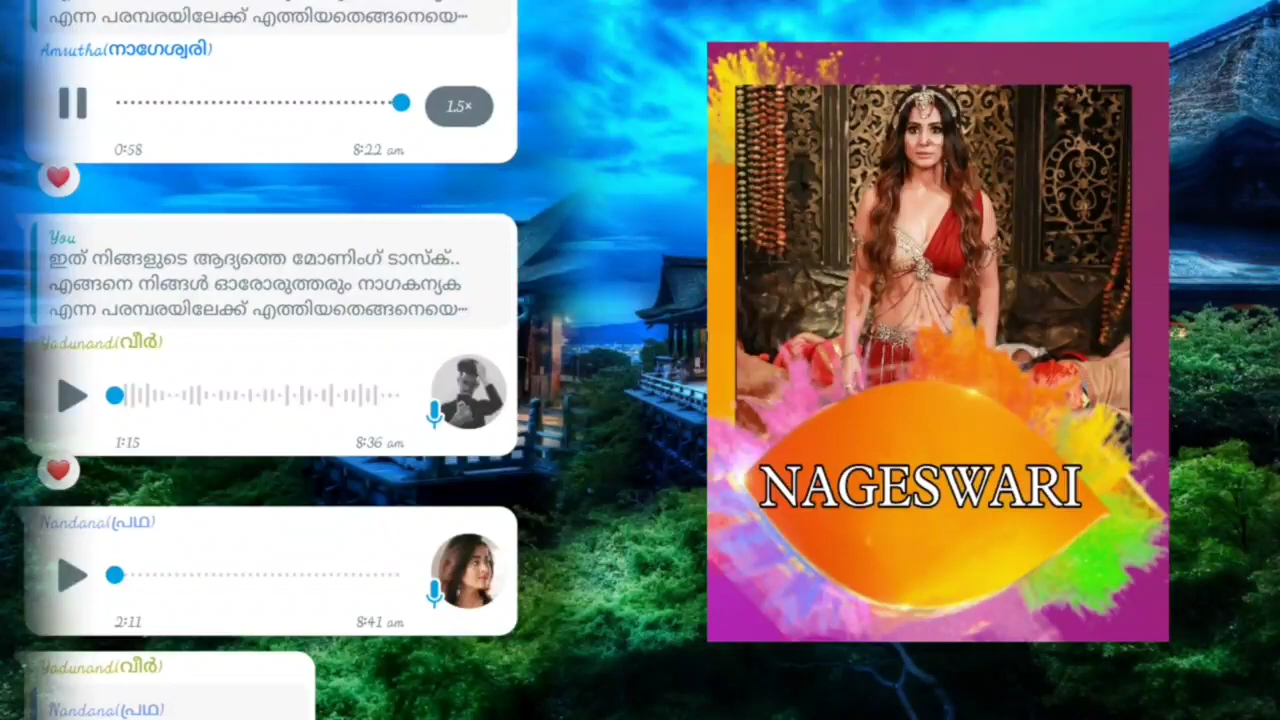 എന്ന പരമ്പരയിലേക്ക് എത്തിയതെങ്ങനെയെ...
Amrutha(നാഗേശ്വരി)
1.5×
0:58
8:22 am
You
ഇത് നിങ്ങളുടെ ആദ്യത്തെ മോണിംഗ് ടാസ്ക്..
എങ്ങനെ നിങ്ങൾ ഓരോരുത്തരും നാഗകന്യക
എന്ന പരമ്പരയിലേക്ക് എത്തിയതെങ്ങനെയെ...
Yadunand(വീർ)
1:15
8:36 am
Nandana(പ്രഥ)
2:11
8:41 am
Yadunand(വീർ)
Nandana(പ്രഥ)
NAGESWARI